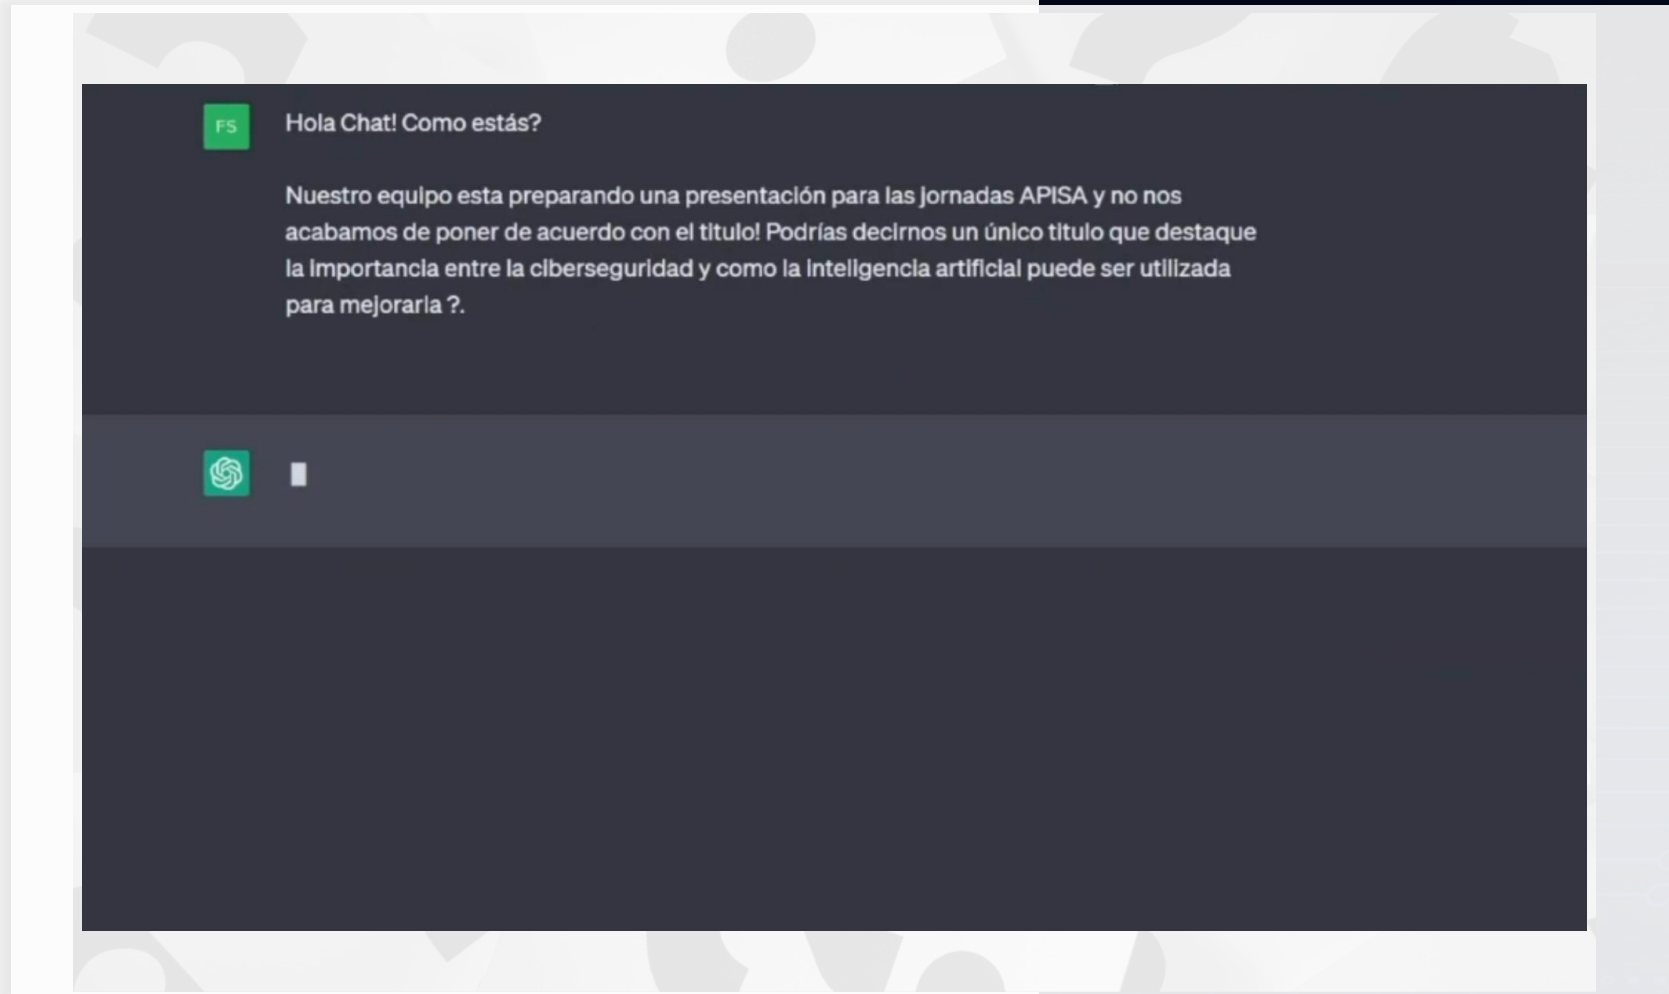 FS
Hola Chat! Como estás?
Nuestro equipo esta preparando una presentación para las jornadas APISA y no nos
acabamos de poner de acuerdo con el titulo! Podrías decirnos un único titulo que destaque
la importancia entre la ciberseguridad y como la inteligencia artificial puede ser utilizada
para mejorarla ?.